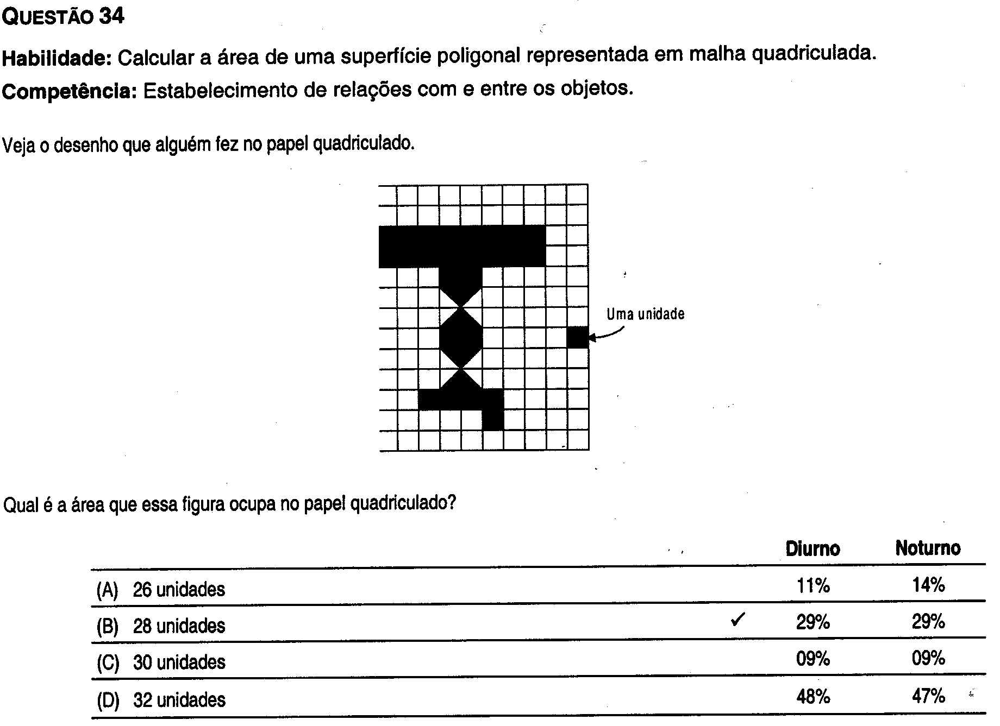 QUESTÃO 34
Habilidade: Calcular a área de uma superfície poligonal representada em malha quadriculada.
Competência: Estabelecimento de relações com e entre os objetos.
Veja o desenho que alguém fez no papel quadriculado.
Uma unidade
Qual é a área que essa figura ocupa no papel quadriculado?
Diurno Noturno
(A) 26 unidades 11% 14%
(B) 28 unidades ✓ 29% 29%
(C) 30 unidades 09% 09%
(D) 32 unidades 48% 47%